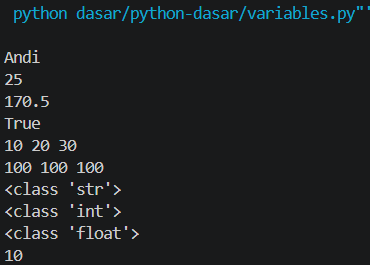 python dasar/python-dasar/variables.py""
Andi
25
170.5
True
10 20 30
100 100 100
<class 'str'>
<class 'int'>
<class 'float'>
10